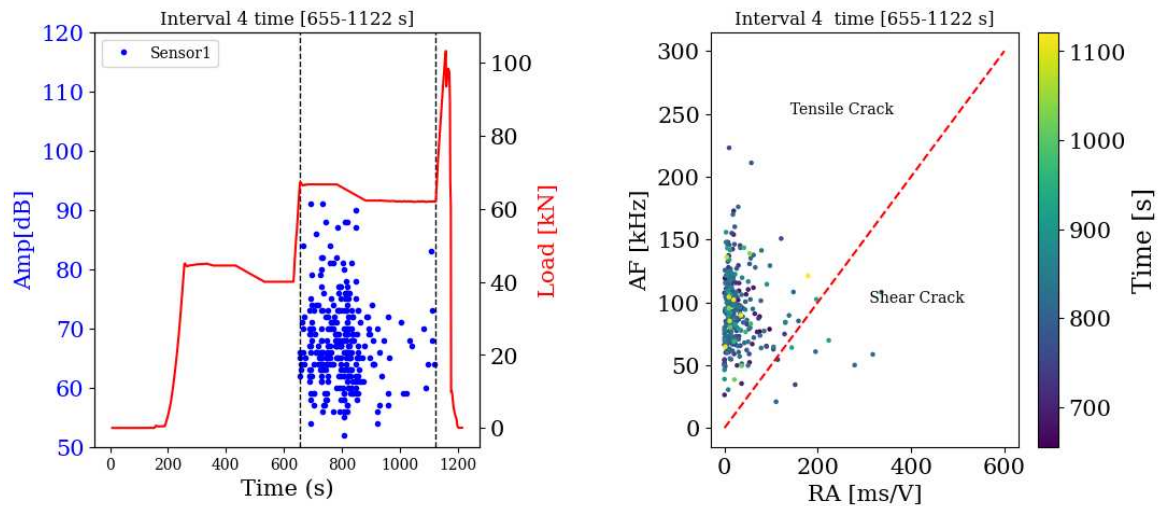 Interval 4 time [655-1122 s]
Sensor1
120
110
100
90
80
70
60
50
Amp[dB]
100
80
60
40
20
0
Load [kN]
0 200 400 600 800 1000 1200
Time (s)
Interval 4  time [655-1122 s]
Tensile Crack
Shear Crack
300
250
200
150
100
50
0
AF [kHz]
0 200 400 600
RA [ms/V]
1100
1000
900
800
700
Time [s]